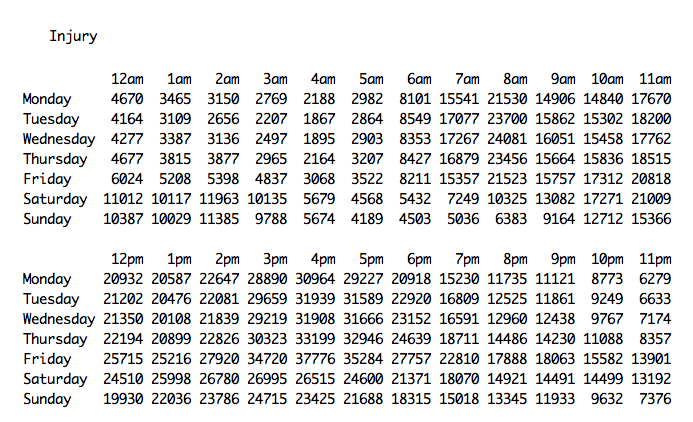 Injury
12am 1am 2am 3am 4am 5am 6am 7am 8am 9am 10am 11am
Monday 4670 3465 3150 2769 2188 2982 8101 15541 21530 14906 14840 17670
Tuesday 4164 3109 2656 2207 1867 2864 8549 17077 23700 15862 15302 18200
Wednesday 4277 3387 3136 2497 1895 2903 8353 17267 24081 16051 15458 17762
Thursday 4677 3815 3877 2965 2164 3207 8427 16879 23456 15664 15836 18515
Friday 6024 5208 5398 4837 3068 3522 8211 15357 21523 15757 17312 20818
Saturday 11012 10117 11963 10135 5679 4568 5432 7249 10325 13082 17271 21009
Sunday 10387 10029 11385 9788 5674 4189 4503 5036 6383 9164 12712 15366
12pm 1pm 2pm 3pm 4pm 5pm 6pm 7pm 8pm 9pm 10pm 11pm
Monday 20932 20587 22647 28890 30964 29227 20918 15230 11735 11121 8773 6279
Tuesday 21202 20476 22081 29659 31939 31589 22920 16809 12525 11861 9249 6633
Wednesday 21350 20108 21839 29219 31908 31666 23152 16591 12960 12438 9767 7174
Thursday 22194 20899 22826 30323 33199 32946 24639 18711 14486 14230 11088 8357
Friday 25715 25216 27920 34720 37776 35284 27757 22810 17888 18063 15582 13901
Saturday 24510 25998 26780 26995 26515 24600 21371 18070 14921 14491 14499 13192
Sunday 19930 22036 23786 24715 23425 21688 18315 15018 13345 11933 9632 7376